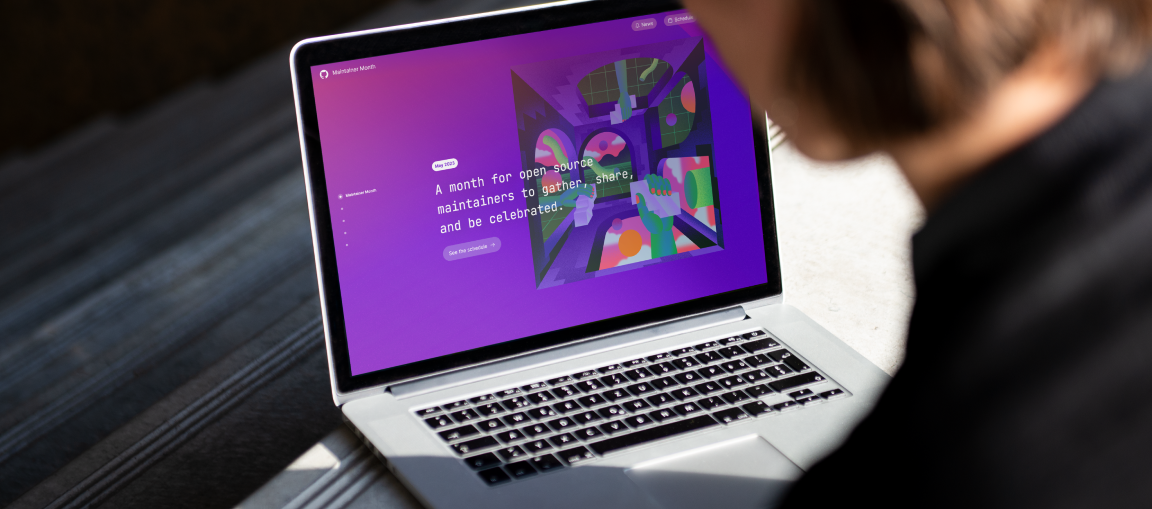 Maintainer Month
News
Schedule
May 2023
A month for open source
maintainers to gather, share,
and be celebrated.
See the schedule →
Maintainer Month